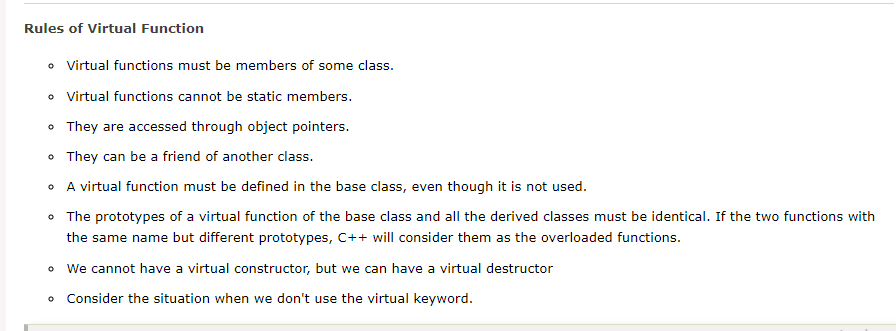 Rules of Virtual Function
Virtual functions must be members of some class.
Virtual functions cannot be static members.
They are accessed through object pointers.
They can be a friend of another class.
A virtual function must be defined in the base class, even though it is not used.
The prototypes of a virtual function of the base class and all the derived classes must be identical. If the two functions with
the same name but different prototypes, C++ will consider them as the overloaded functions.
We cannot have a virtual constructor, but we can have a virtual destructor
Consider the situation when we don't use the virtual keyword.